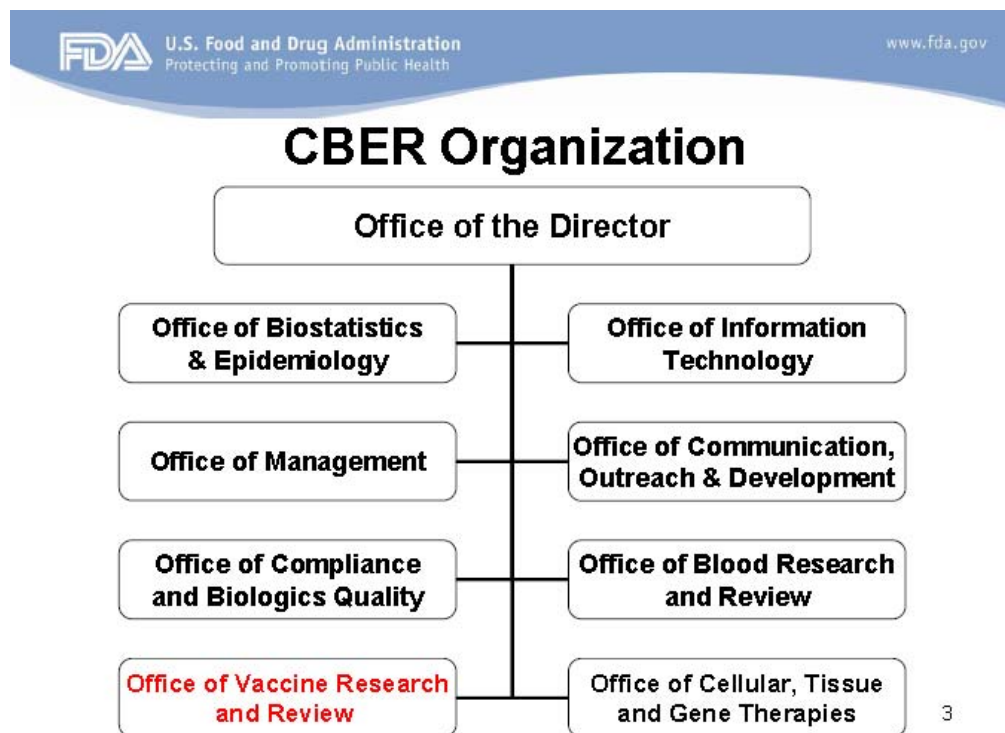 FDA
U.S. Food and Drug Administration
Protecting and Promoting Public Health
www.fda.gov
CBER Organization
Office of the Director
Office of Biostatistics
& Epidemiology
Office of Information
Technology
Office of Management
Office of Communication,
Outreach & Development
Office of Compliance
and Biologics Quality
Office of Blood Research
and Review
Office of Vaccine Research
and Review
Office of Cellular, Tissue
and Gene Therapies
3